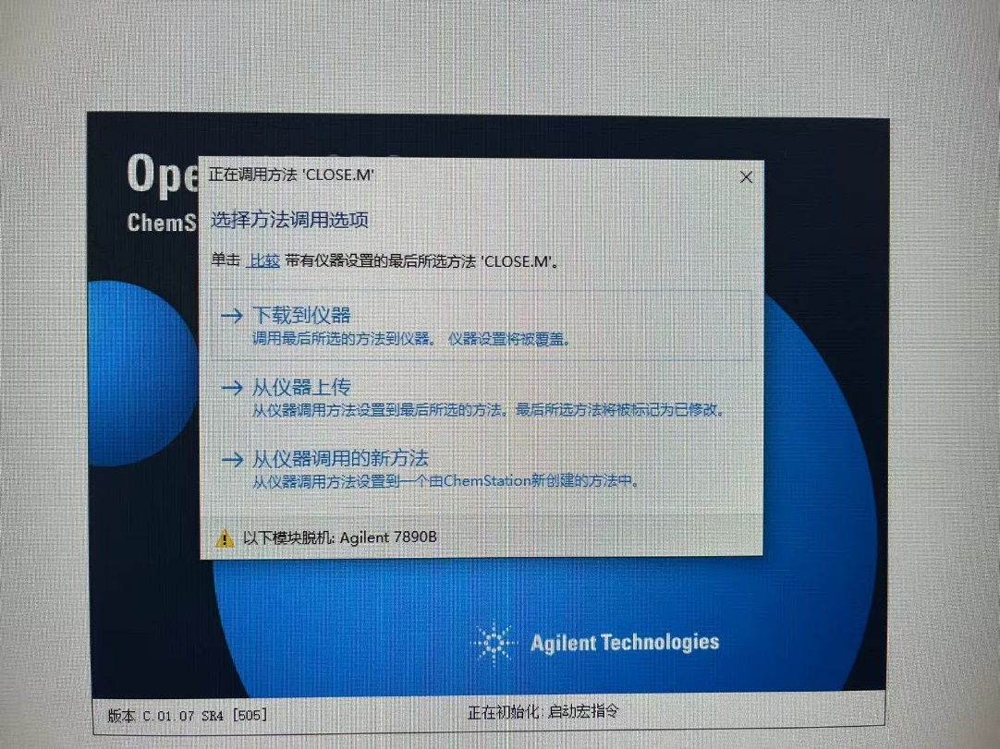 Ope
ChemS
正在调用方法 'CLOSE.M'
选择方法调用选项
单击 比较 带有仪器设置的最后所选方法 'CLOSE.M'。
下载到仪器
调用最后所选的方法到仪器。 仪器设置将被覆盖。
从仪器上传
从仪器调用方法设置到最后所选的方法。最后所选方法将被标记为已修改。
从仪器调用的新方法
从仪器调用方法设置到一个由ChemStation新创建的方法中。
以下模块脱机: Agilent 7890B
Agilent Technologies
版本 C.01.07 SR4 [505]
正在初始化: 启动宏指令